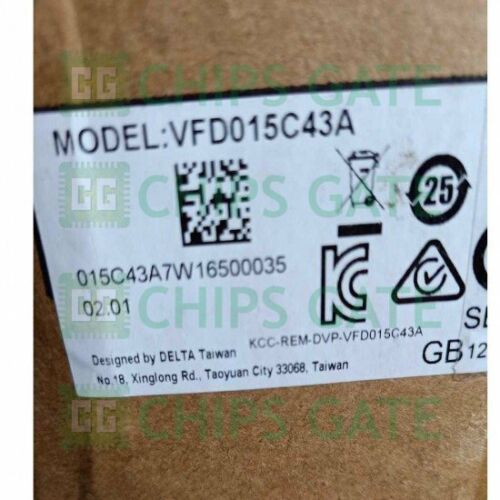 MODEL:VFD015C43A
25
015C43A7W16500035
02.01
KCC-REM-DVP-VFD015C43A
Designed by DELTA Taiwan
No.18, Xinglong Rd., Taoyuan City 33068, Taiwan
GB12
CHIPS GATE
CHIPS GATE
CHIPS GATE
CHIPS GATE